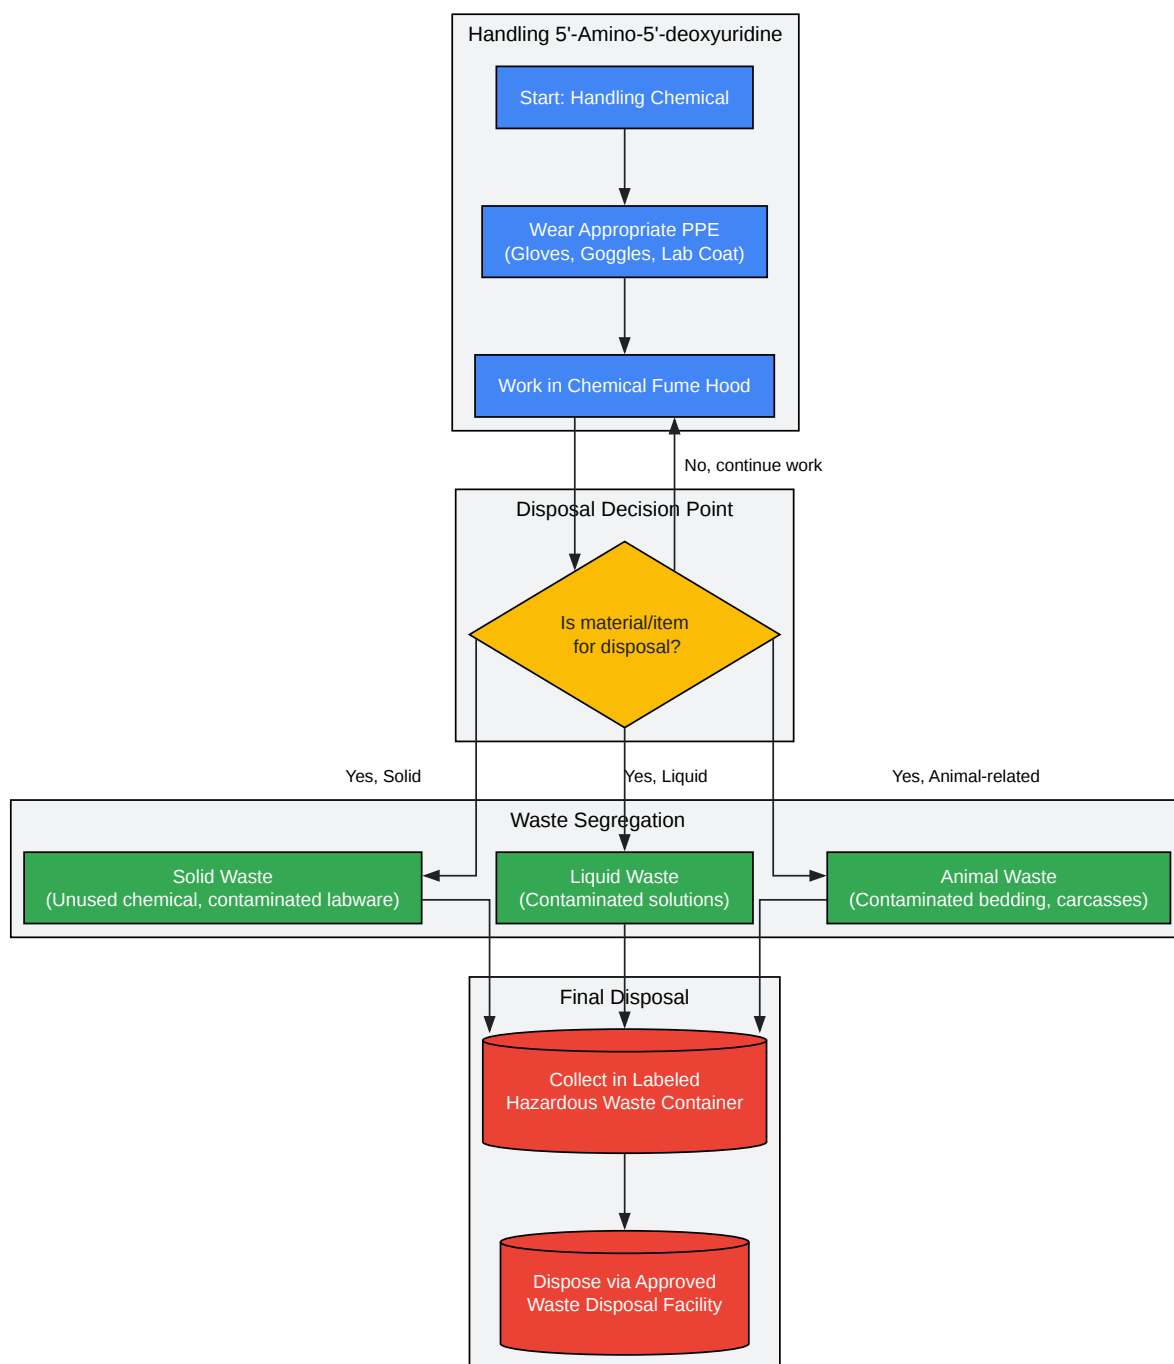 Handling 5'-Amino-5'-deoxyuridine
Start: Handling Chemical
Wear Appropriate PPE
(Gloves, Goggles, Lab Coat)
Work in Chemical Fume Hood
No, continue work
Disposal Decision Point
Is material/item
for disposal?
Yes, Solid
Yes, Liquid
Yes, Animal-related
Waste Segregation
Solid Waste
(Unused chemical, contaminated labware)
Liquid Waste
(Contaminated solutions)
Animal Waste
(Contaminated bedding, carcasses)
Final Disposal
Collect in Labeled
Hazardous Waste Container
Dispose via Approved
Waste Disposal Facility